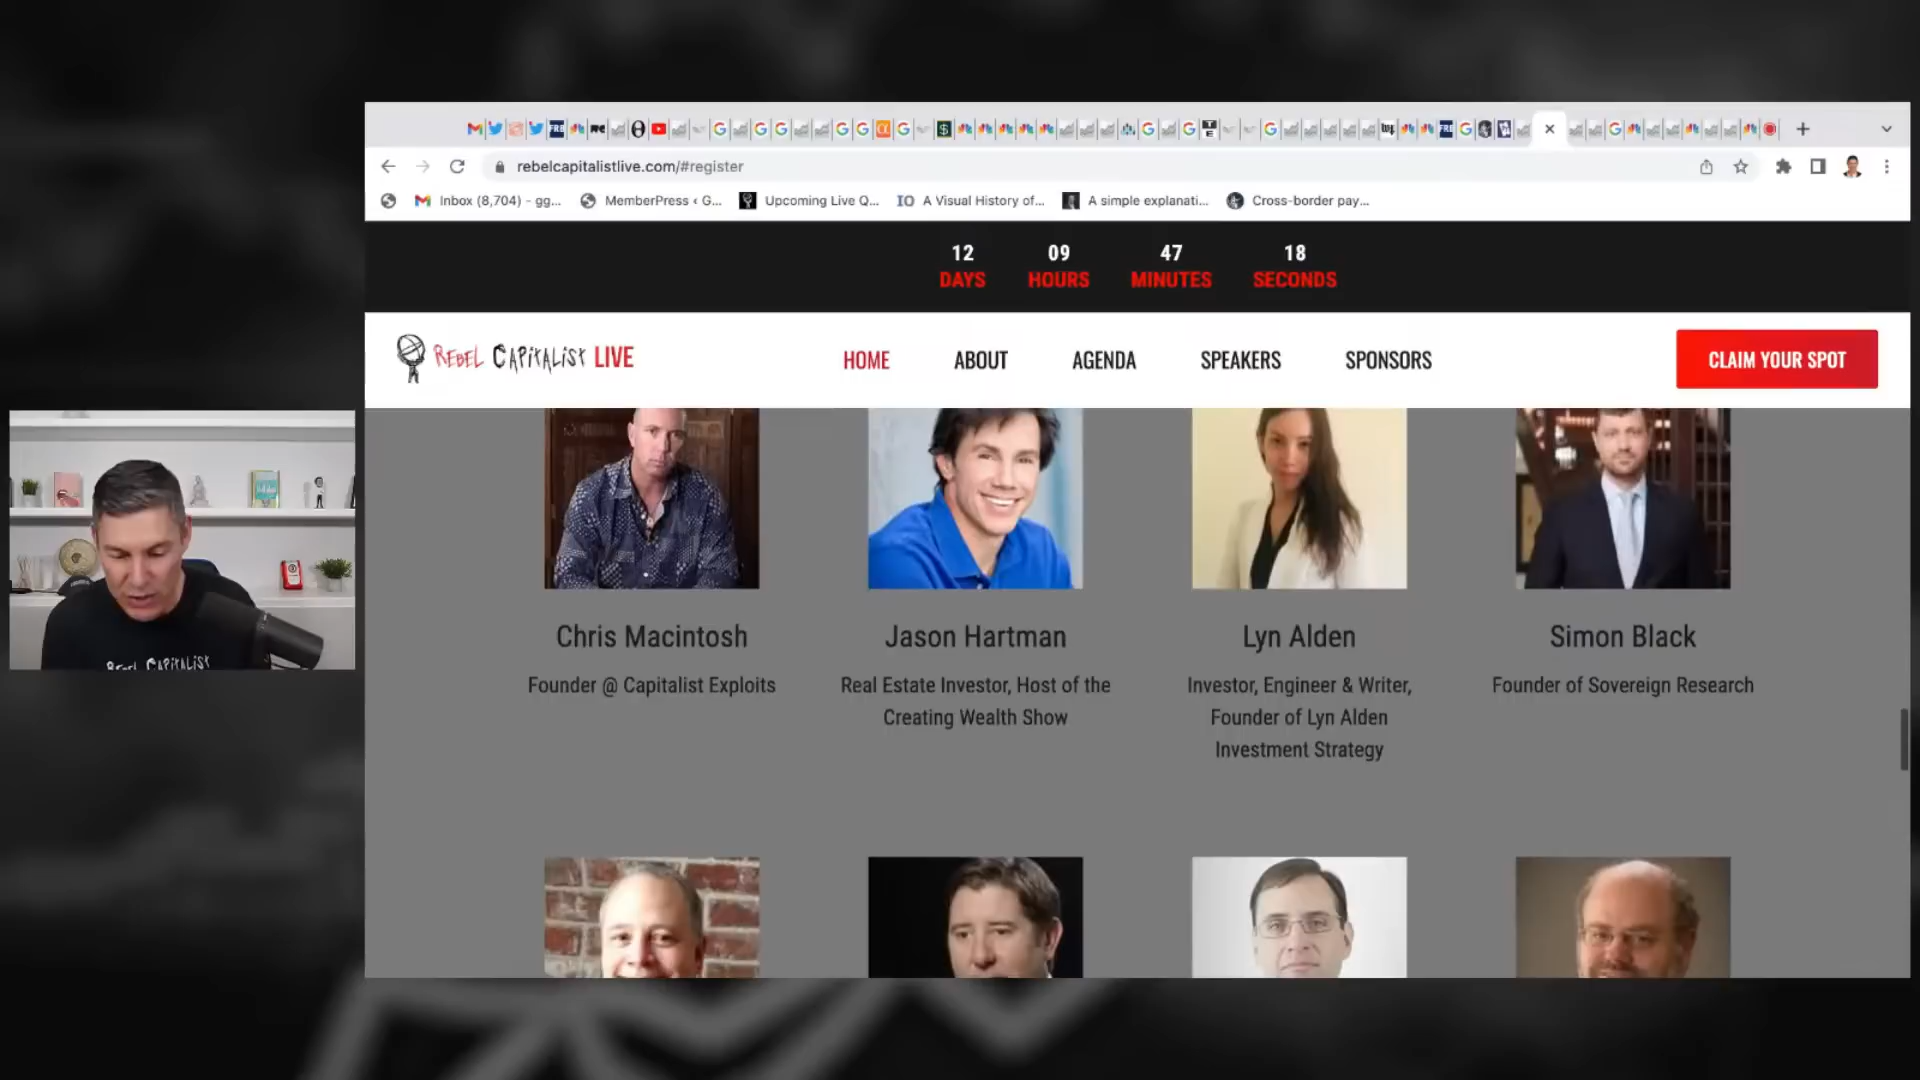 rebelcapitalistlive.com/#register
Inbox (8,704) - gg...
MemberPress ‹ G...
Upcoming Live Q...
IO A Visual History of...
A simple explanati...
Cross-border pay...
12 09 47 18
DAYS HOURS MINUTES SECONDS
REBEL CAPITALIST LIVE
HOME ABOUT AGENDA SPEAKERS SPONSORS
CLAIM YOUR SPOT
Chris Macintosh
Founder @ Capitalist Exploits
Jason Hartman
Real Estate Investor, Host of the
Creating Wealth Show
Lyn Alden
Investor, Engineer & Writer,
Founder of Lyn Alden
Investment Strategy
Simon Black
Founder of Sovereign Research
REBEL CAPITALIST